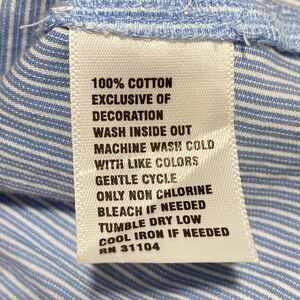 100% COTTON
EXCLUSIVE OF
DECORATION
WASH INSIDE OUT
MACHINE WASH COLD
WITH LIKE COLORS
GENTLE CYCLE
ONLY NON CHLORINE
BLEACH IF NEEDED
TUMBLE DRY LOW
COOL IRON IF NEEDED
RN 31104